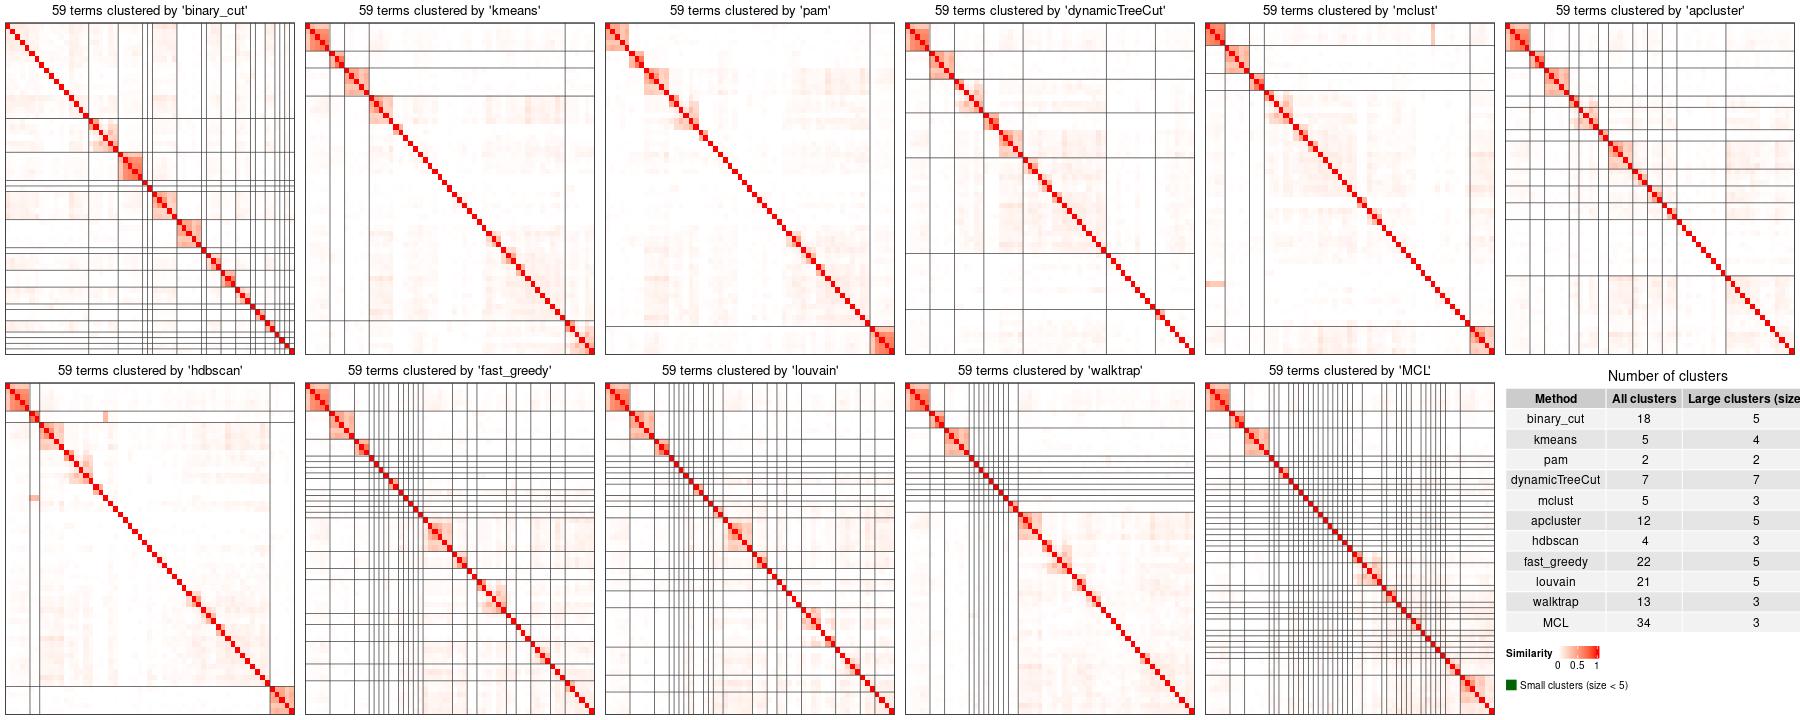 59 terms clustered by 'binary_cut'
59 terms clustered by 'kmeans'
59 terms clustered by 'pam'
59 terms clustered by 'dynamicTreeCut'
59 terms clustered by 'mclust'
59 terms clustered by 'apcluster'
59 terms clustered by 'hdbscan'
59 terms clustered by 'fast_greedy'
59 terms clustered by 'louvain'
59 terms clustered by 'walktrap'
59 terms clustered by 'MCL'
Number of clusters
Method All clusters Large clusters (size
binary_cut 18 5
kmeans 5 4
pam 2 2
dynamicTreeCut 7 7
mclust 5 3
apcluster 12 5
hdbscan 4 3
fast_greedy 22 5
louvain 21 5
walktrap 13 3
MCL 34 3
Similarity
0 0.5 1
Small clusters (size < 5)